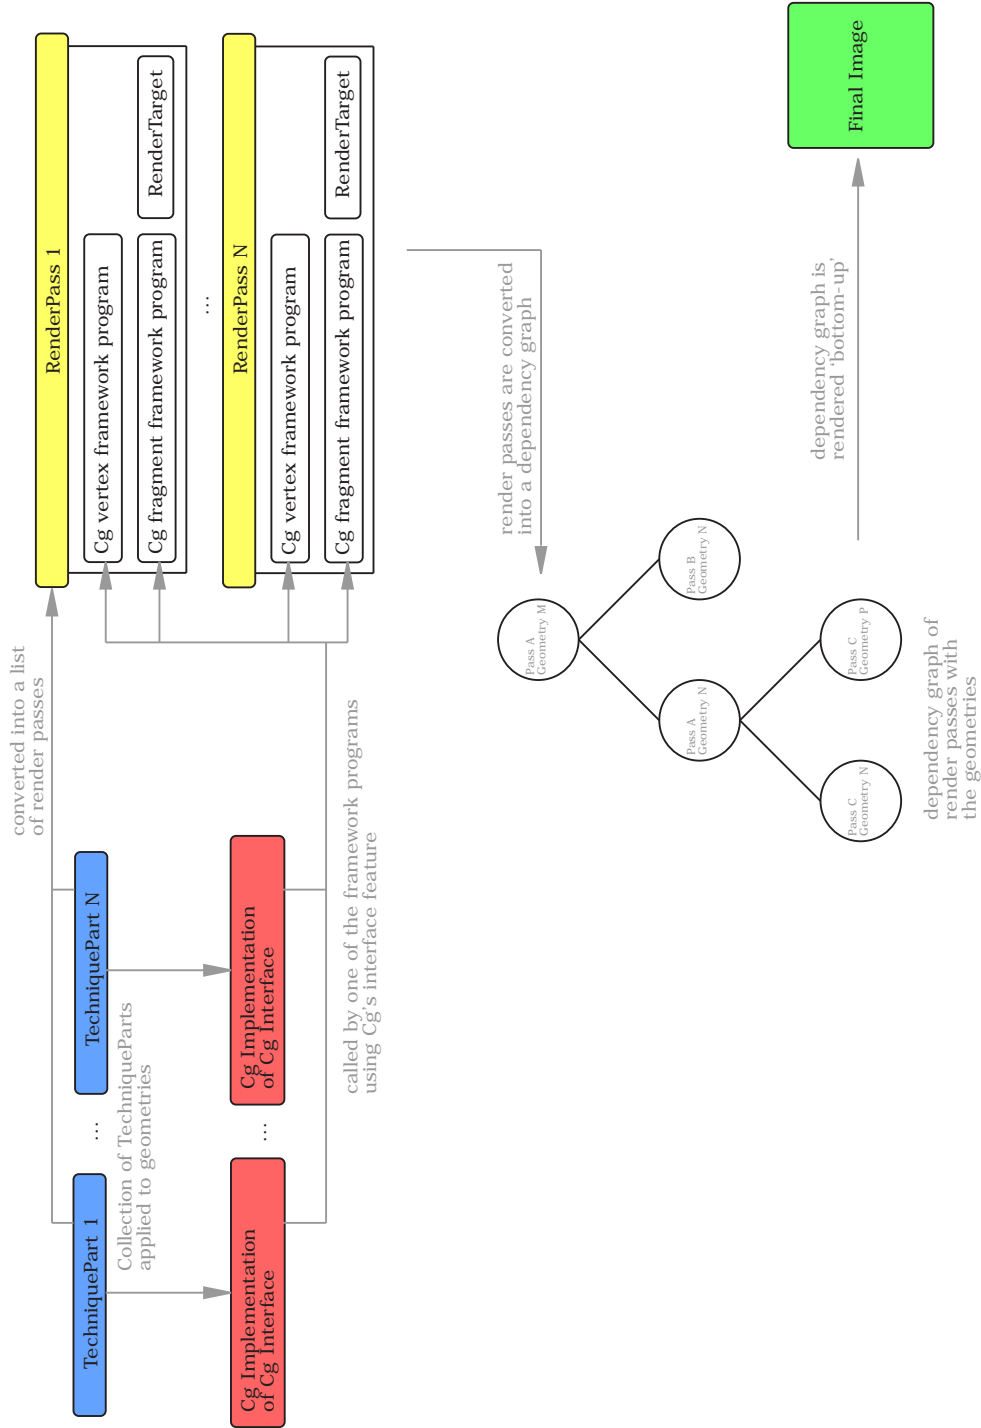 TechniquePart 1
...
TechniquePart N
Collection of TechniqueParts
applied to geometries
Cg Implementation
of Cg Interface
...
Cg Implementation
of Cg Interface
converted into a list
of render passes
called by one of the framework programs
using Cg's interface feature
RenderPass 1
Cg vertex framework program
Cg fragment framework program
RenderTarget
...
RenderPass N
Cg vertex framework program
Cg fragment framework program
RenderTarget
render passes are converted
into a dependency graph
Pass A
Geometry M
Pass A
Geometry N
Pass B
Geometry N
Pass C
Geometry N
Pass C
Geometry P
dependency graph of
render passes with
the geometries
dependency graph is
rendered ‘bottom-up’
Final Image